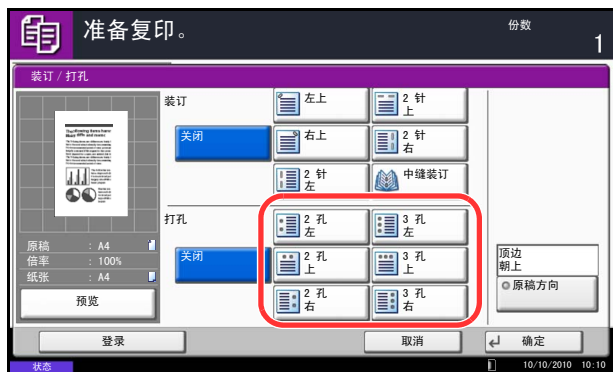 准备复印。
份数
1
装订 / 打孔
装订
关闭
左上
2 针
上
右上
2 针
右
2 针
左
中缝装订
打孔
关闭
2 孔
左
3 孔
左
2 孔
上
3 孔
上
2 孔
右
3 孔
右
原稿 : A4
倍率 : 100%
纸张 : A4
预览
顶边
朝上
原稿方向
登录
取消
确定
状态
10/10/2010 10:10